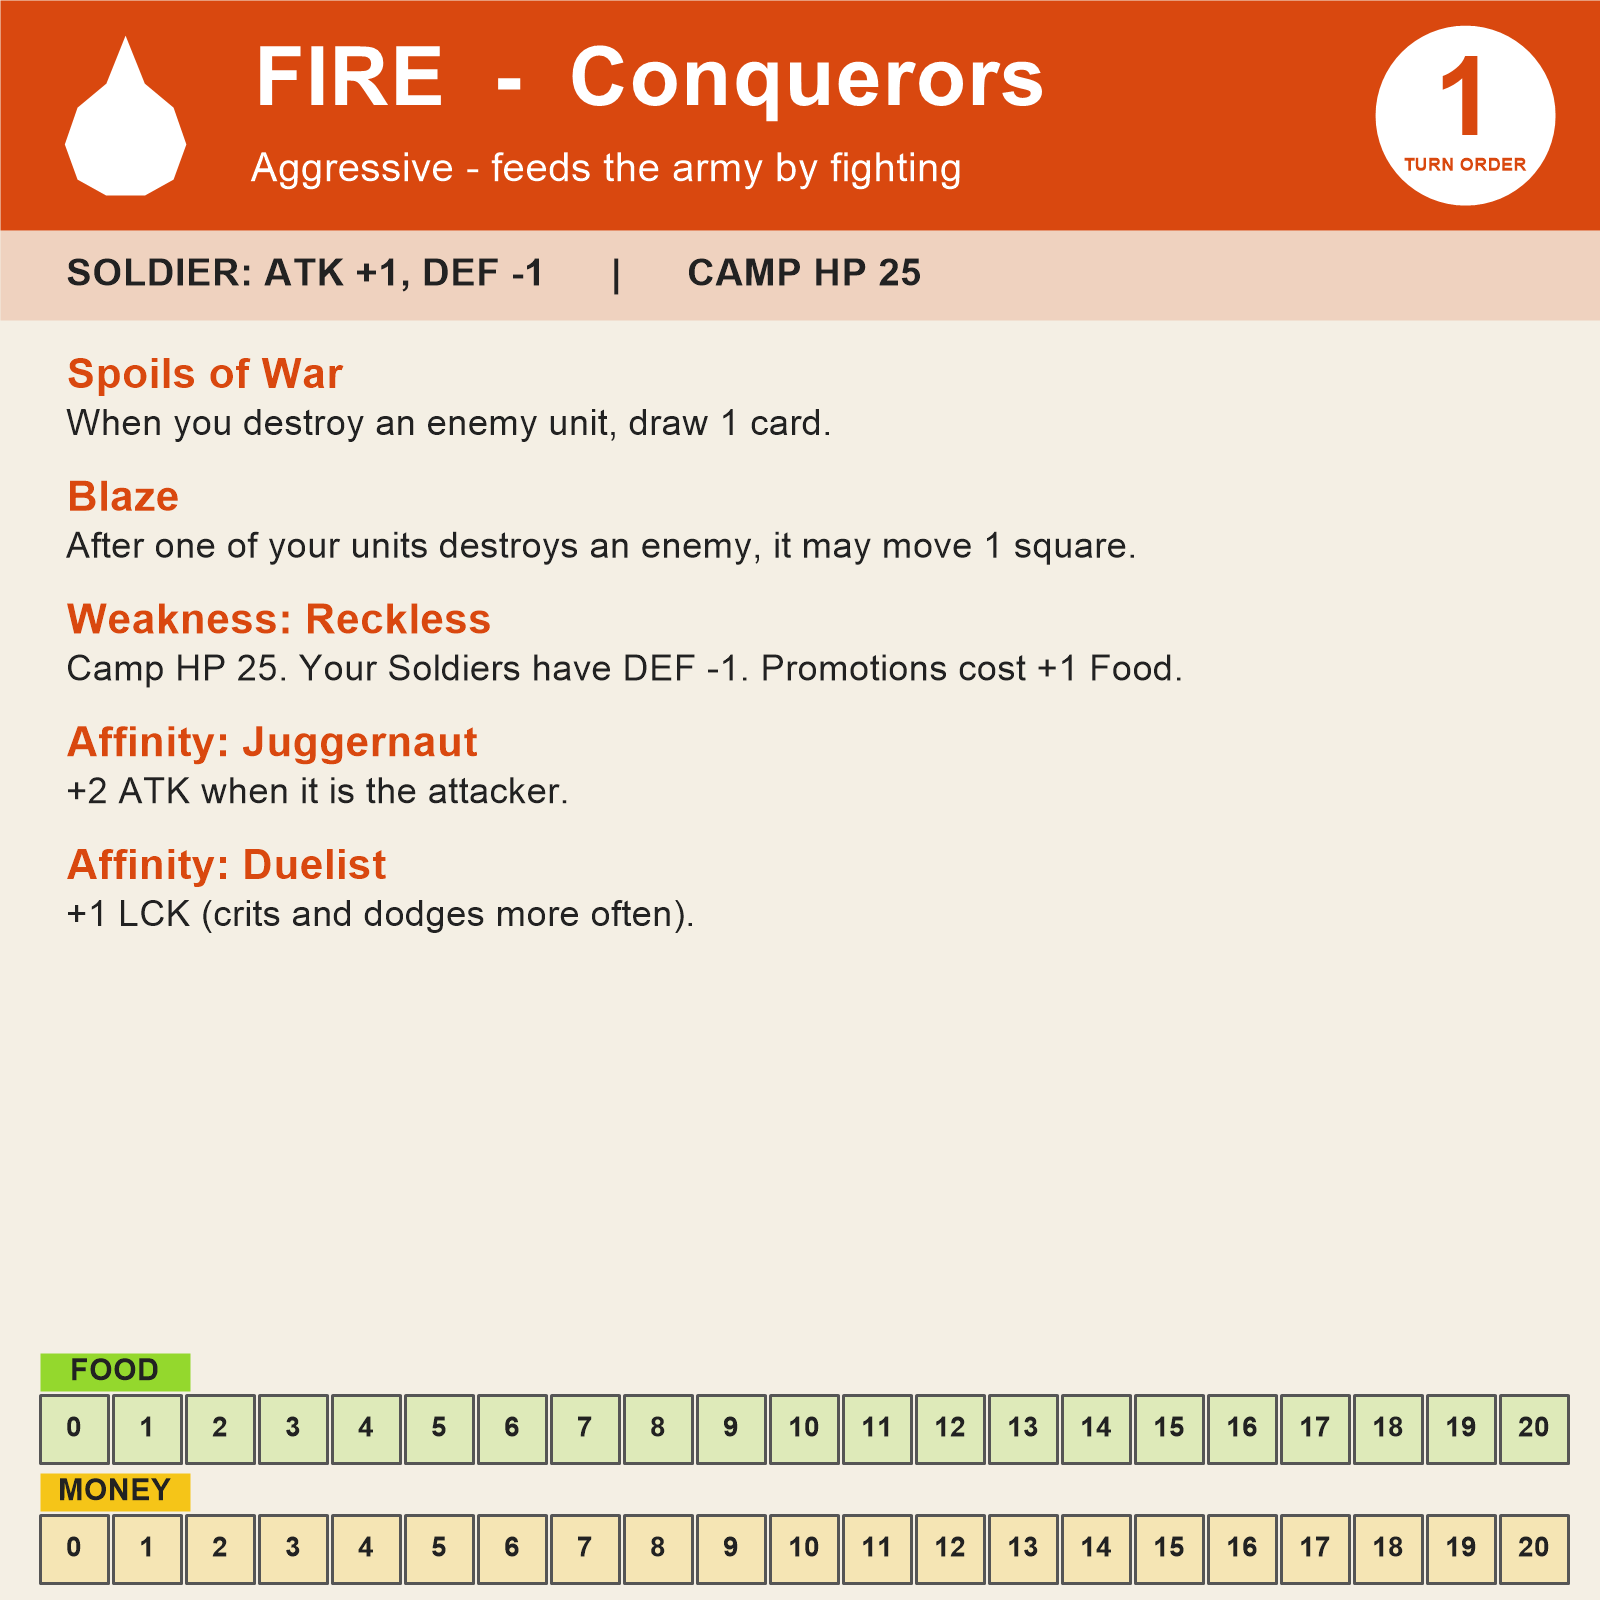 FIRE - Conquerors
Aggressive - feeds the army by fighting
1
TURN ORDER
SOLDIER: ATK +1, DEF -1 | CAMP HP 25
Spoils of War
When you destroy an enemy unit, draw 1 card.
Blaze
After one of your units destroys an enemy, it may move 1 square.
Weakness: Reckless
Camp HP 25. Your Soldiers have DEF -1. Promotions cost +1 Food.
Affinity: Juggernaut
+2 ATK when it is the attacker.
Affinity: Duelist
+1 LCK (crits and dodges more often).
FOOD
0 1 2 3 4 5 6 7 8 9 10 11 12 13 14 15 16 17 18 19 20
MONEY
0 1 2 3 4 5 6 7 8 9 10 11 12 13 14 15 16 17 18 19 20